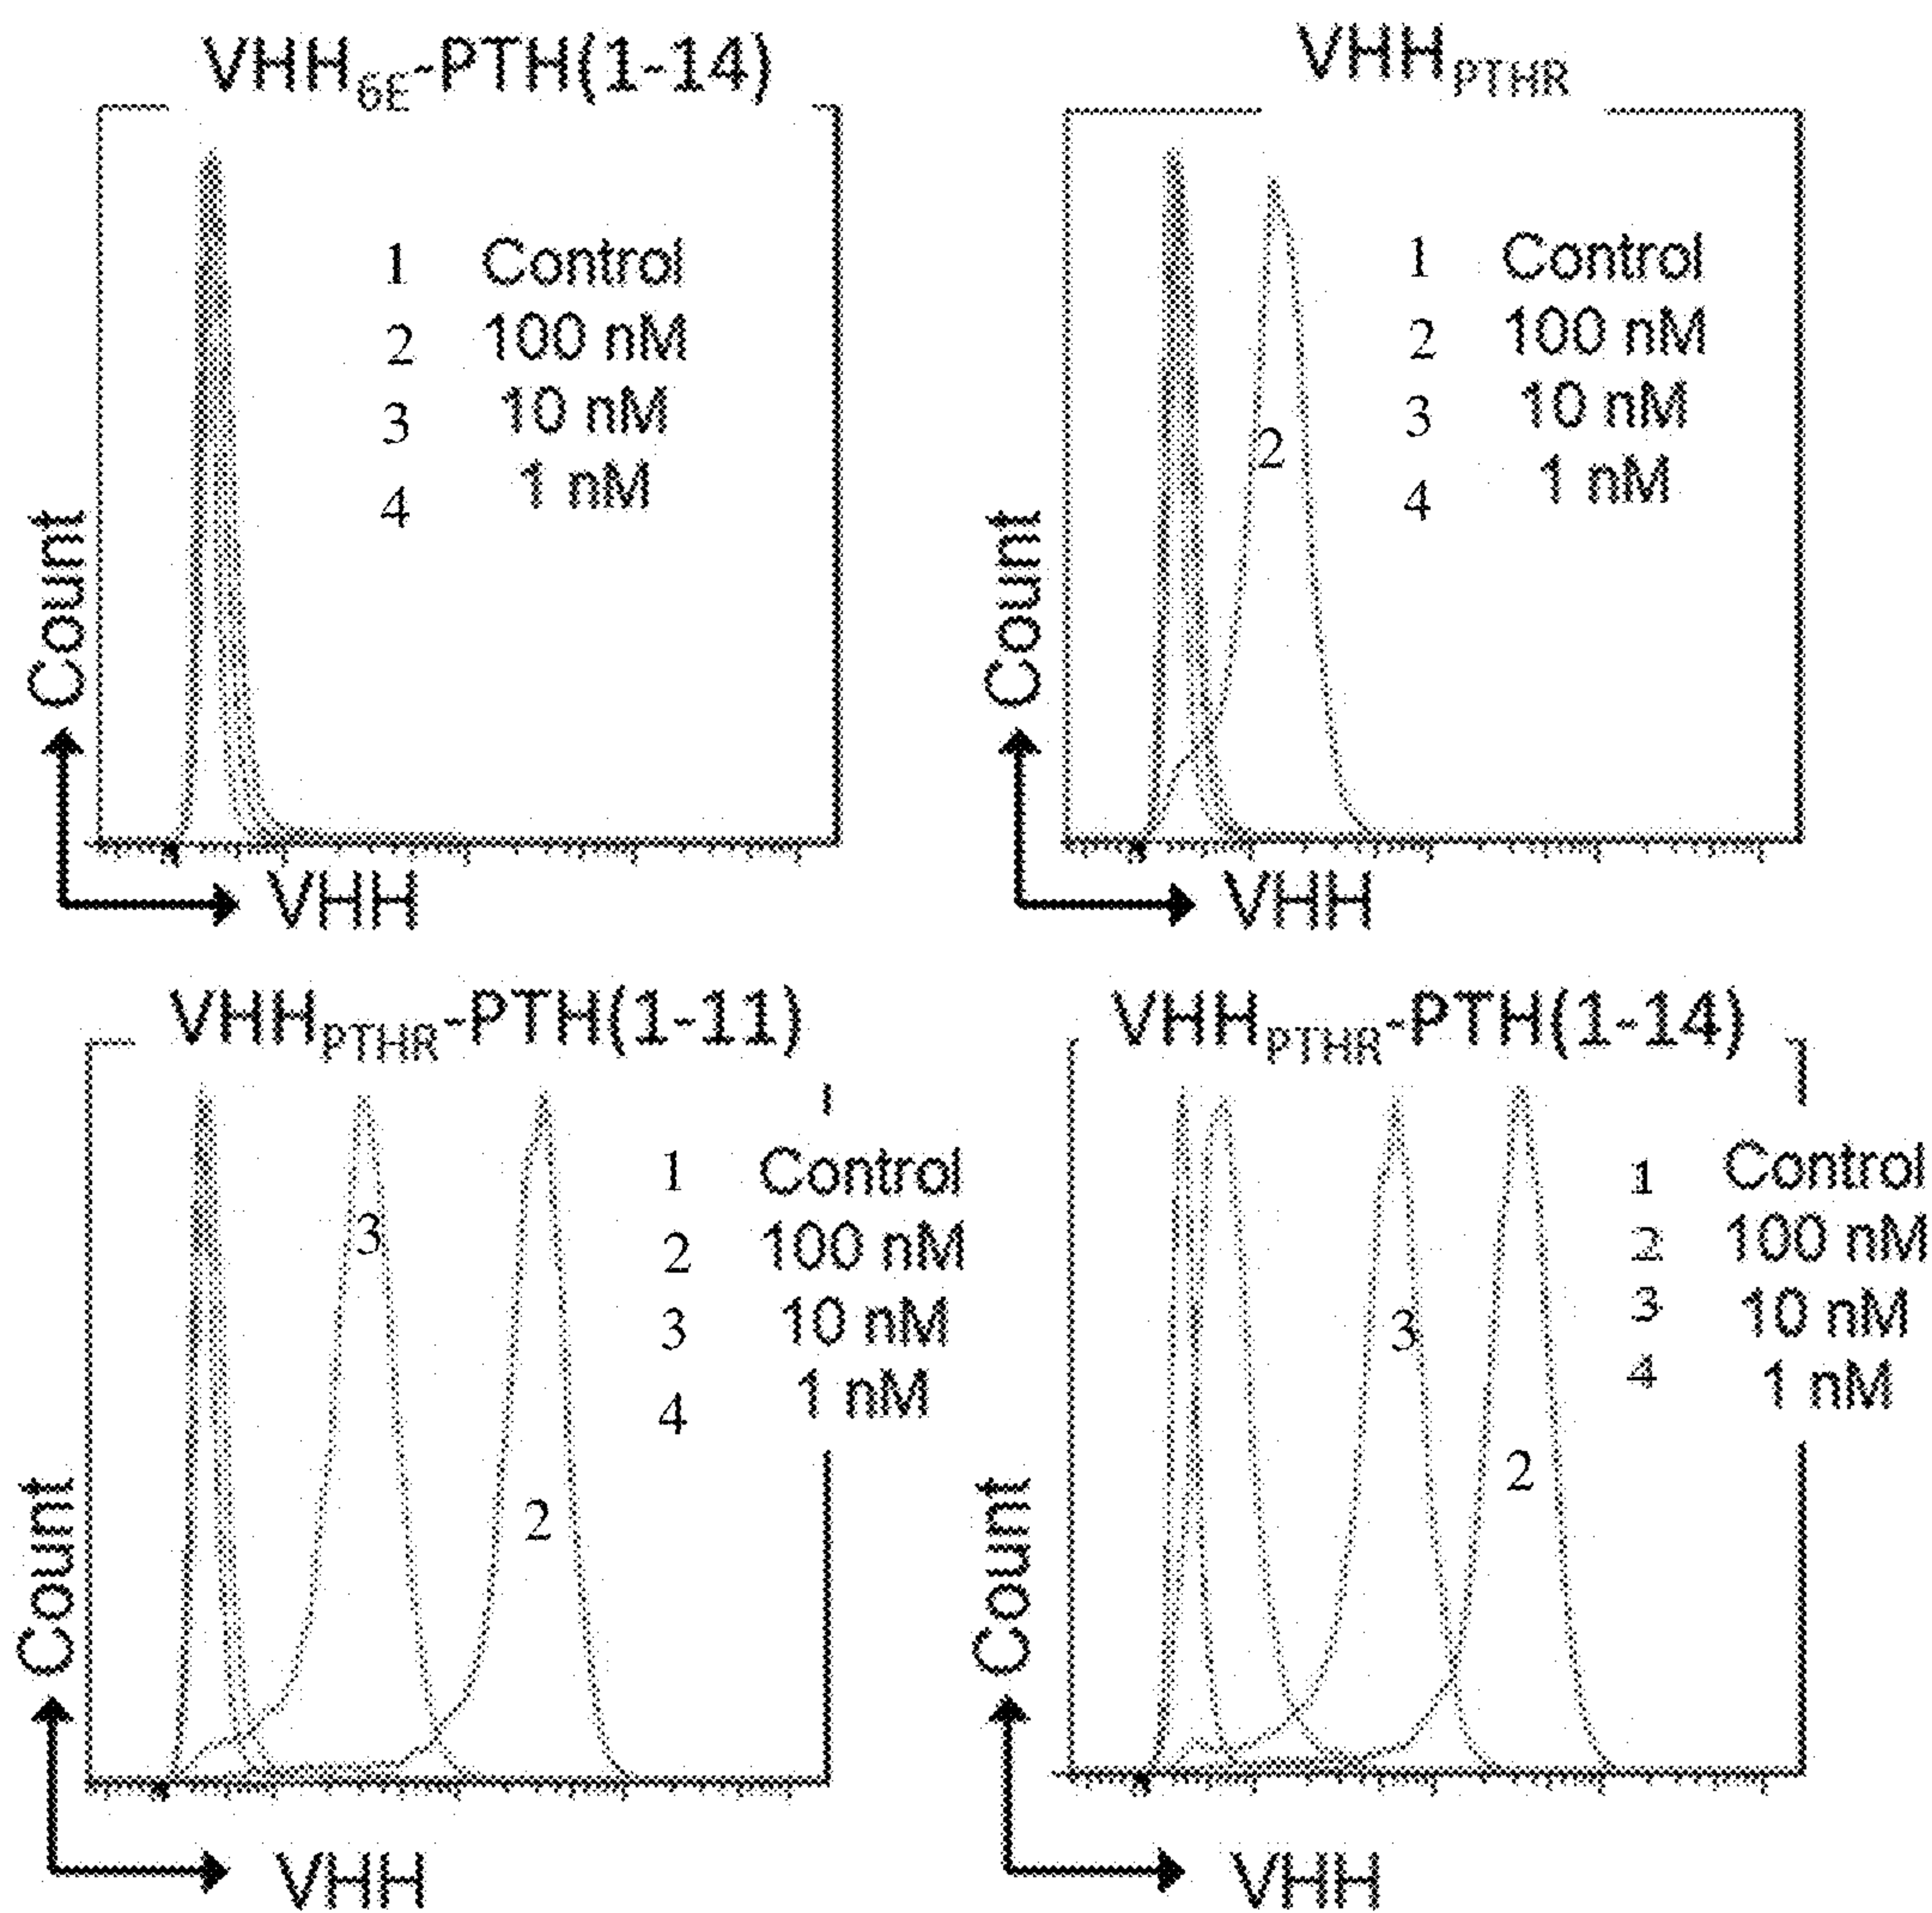 VHH6E-PTH(1-14)
1 Control
2 100 nM
3 10 nM
4 1 nM
Count
VHH
VHHPTHR
1 Control
2 100 nM
3 10 nM
4 1 nM
2
Count
VHH
VHHPTHR-PTH(1-11)
1 Control
2 100 nM
3 10 nM
4 1 nM
3
2
Count
VHH
VHHPTHR-PTH(1-14)
1 Control
2 100 nM
3 10 nM
4 1 nM
3
2
Count
VHH